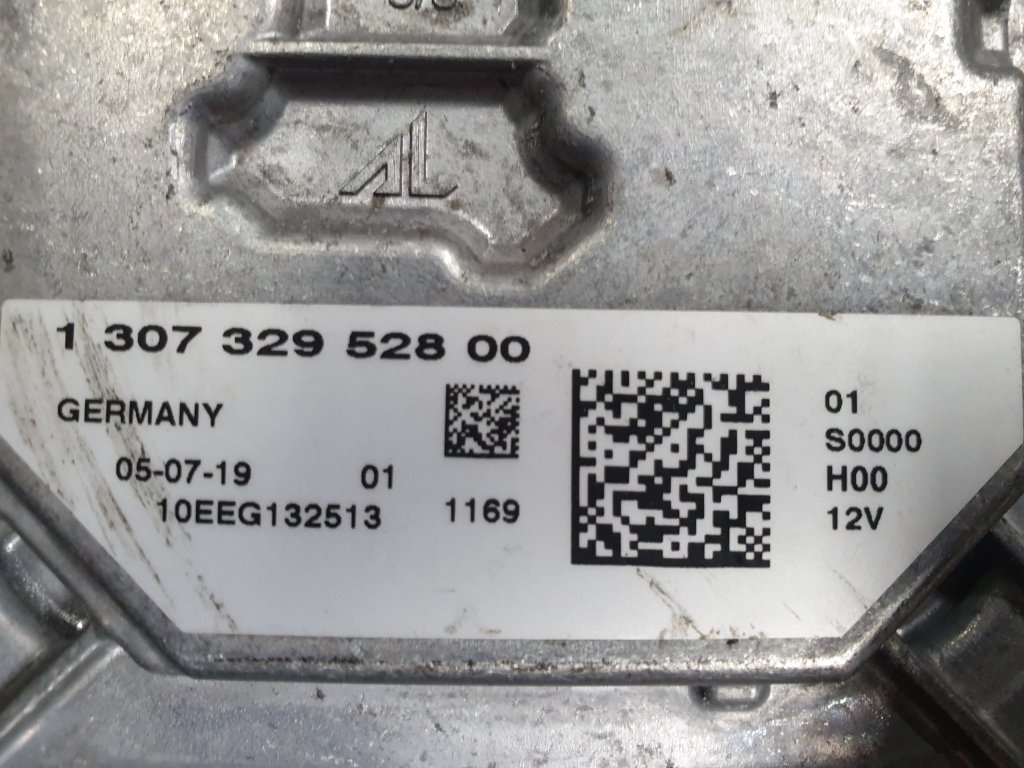 1 307 329 528 00
GERMANY
05-07-19 01
10EEG132513 1169
01
S0000
H00
12V